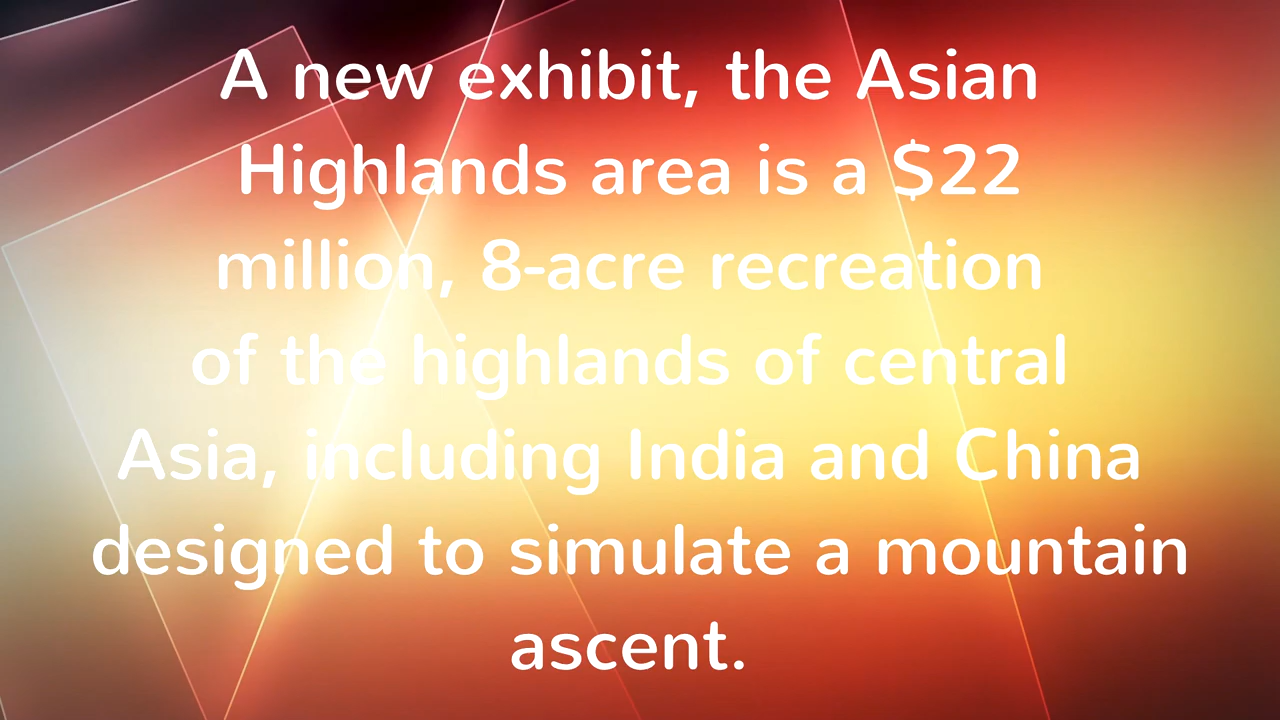 A new exhibit, the Asian
Highlands area is a $22
million, 8-acre recreation
of the highlands of central
Asia, including India and China
designed to simulate a mountain
ascent.